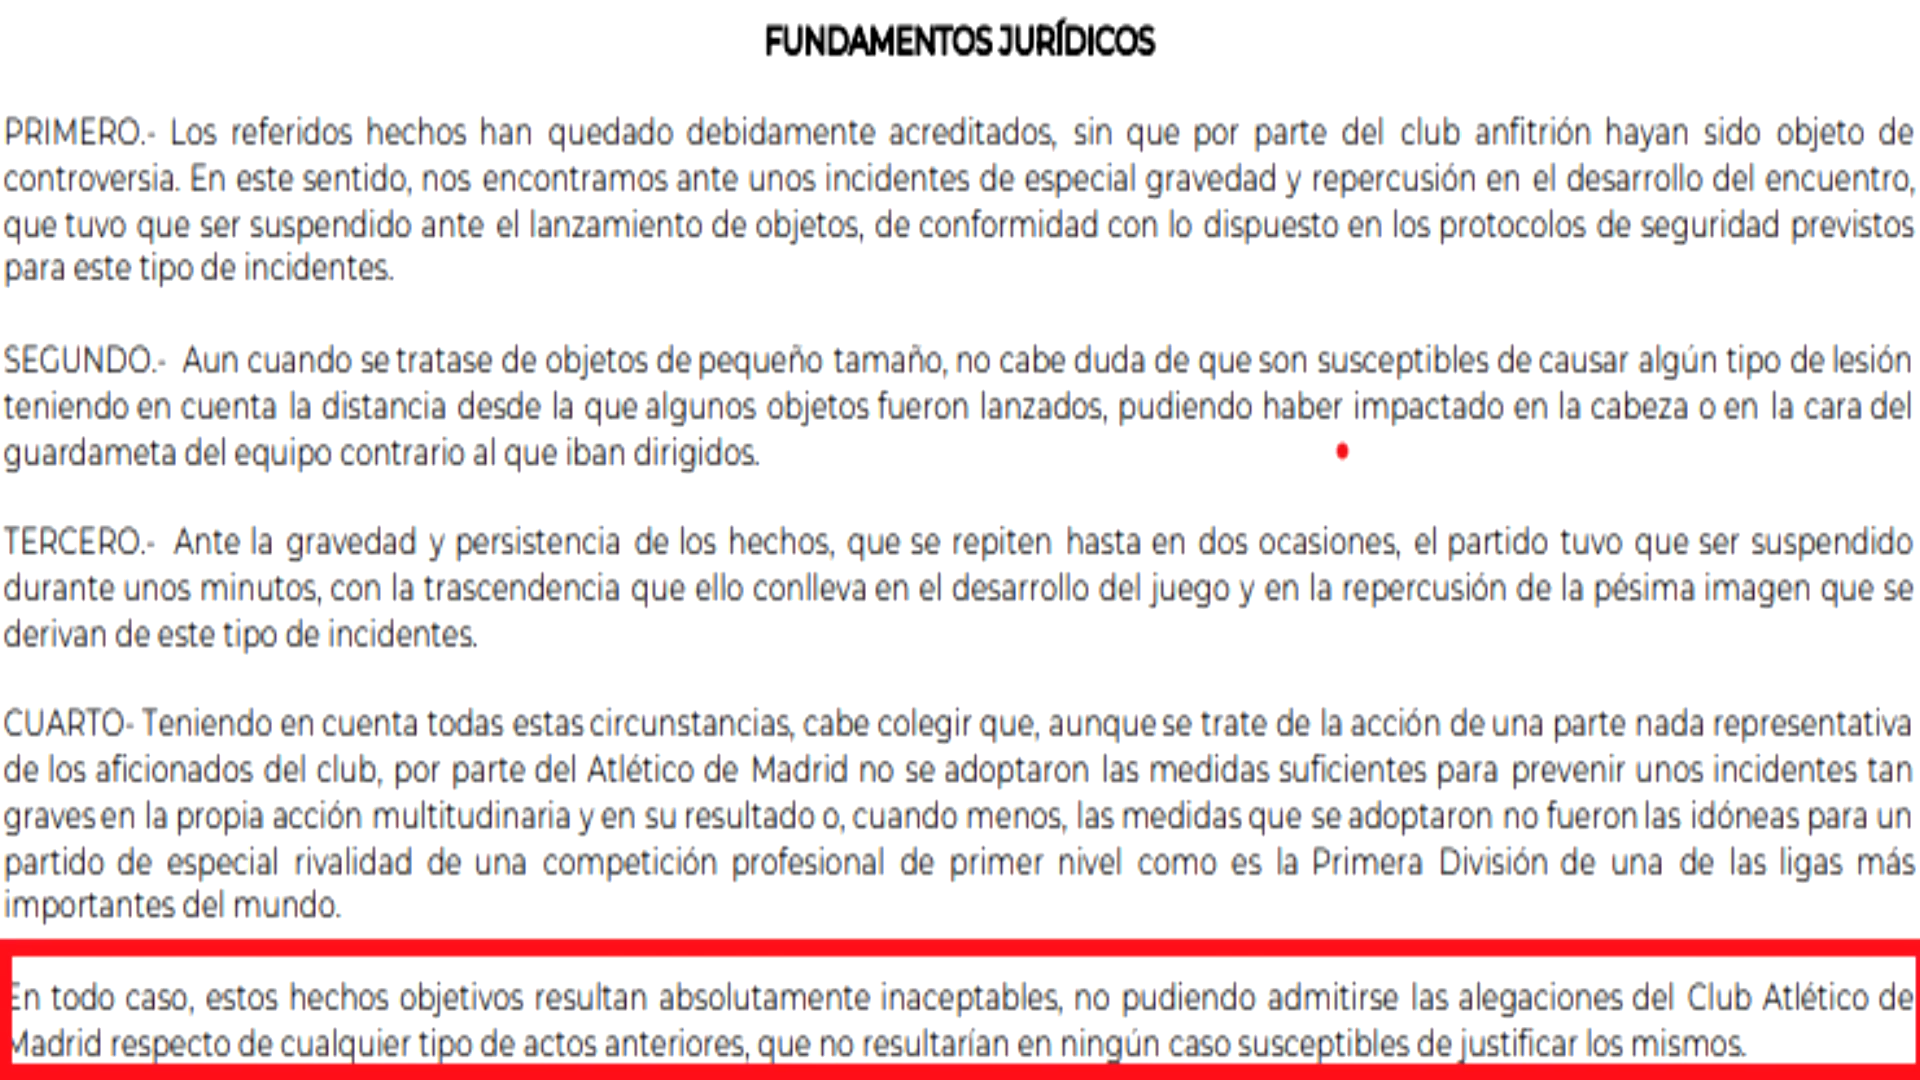 FUNDAMENTOS JURÍDICOS
PRIMERO.- Los referidos hechos han quedado debidamente acreditados, sin que por parte del club anfitrión hayan sido objeto de
controversia. En este sentido, nos encontramos ante unos incidentes de especial gravedad y repercusión en el desarrollo del encuentro,
que tuvo que ser suspendido ante el lanzamiento de objetos, de conformidad con lo dispuesto en los protocolos de seguridad previstos
para este tipo de incidentes.
SEGUNDO.- Aun cuando se tratase de objetos de pequeño tamaño, no cabe duda de que son susceptibles de causar algún tipo de lesión
teniendo en cuenta la distancia desde la que algunos objetos fueron lanzados, pudiendo haber impactado en la cabeza o en la cara del
guardameta del equipo contrario al que iban dirigidos.
TERCERO.- Ante la gravedad y persistencia de los hechos, que se repiten hasta en dos ocasiones, el partido tuvo que ser suspendido
durante unos minutos, con la trascendencia que ello conlleva en el desarrollo del juego y en la repercusión de la pésima imagen que se
derivan de este tipo de incidentes.
CUARTO- Teniendo en cuenta todas estas circunstancias, cabe colegir que, aunque se trate de la acción de una parte nada representativa
de los aficionados del club, por parte del Atlético de Madrid no se adoptaron las medidas suficientes para prevenir unos incidentes tan
graves en la propia acción multitudinaria y en su resultado o, cuando menos, las medidas que se adoptaron no fueron las idóneas para un
partido de especial rivalidad de una competición profesional de primer nivel como es la Primera División de una de las ligas más
importantes del mundo.
En todo caso, estos hechos objetivos resultan absolutamente inaceptables, no pudiendo admitirse las alegaciones del Club Atlético de
Madrid respecto de cualquier tipo de actos anteriores, que no resultarían en ningún caso susceptibles de justificar los mismos.